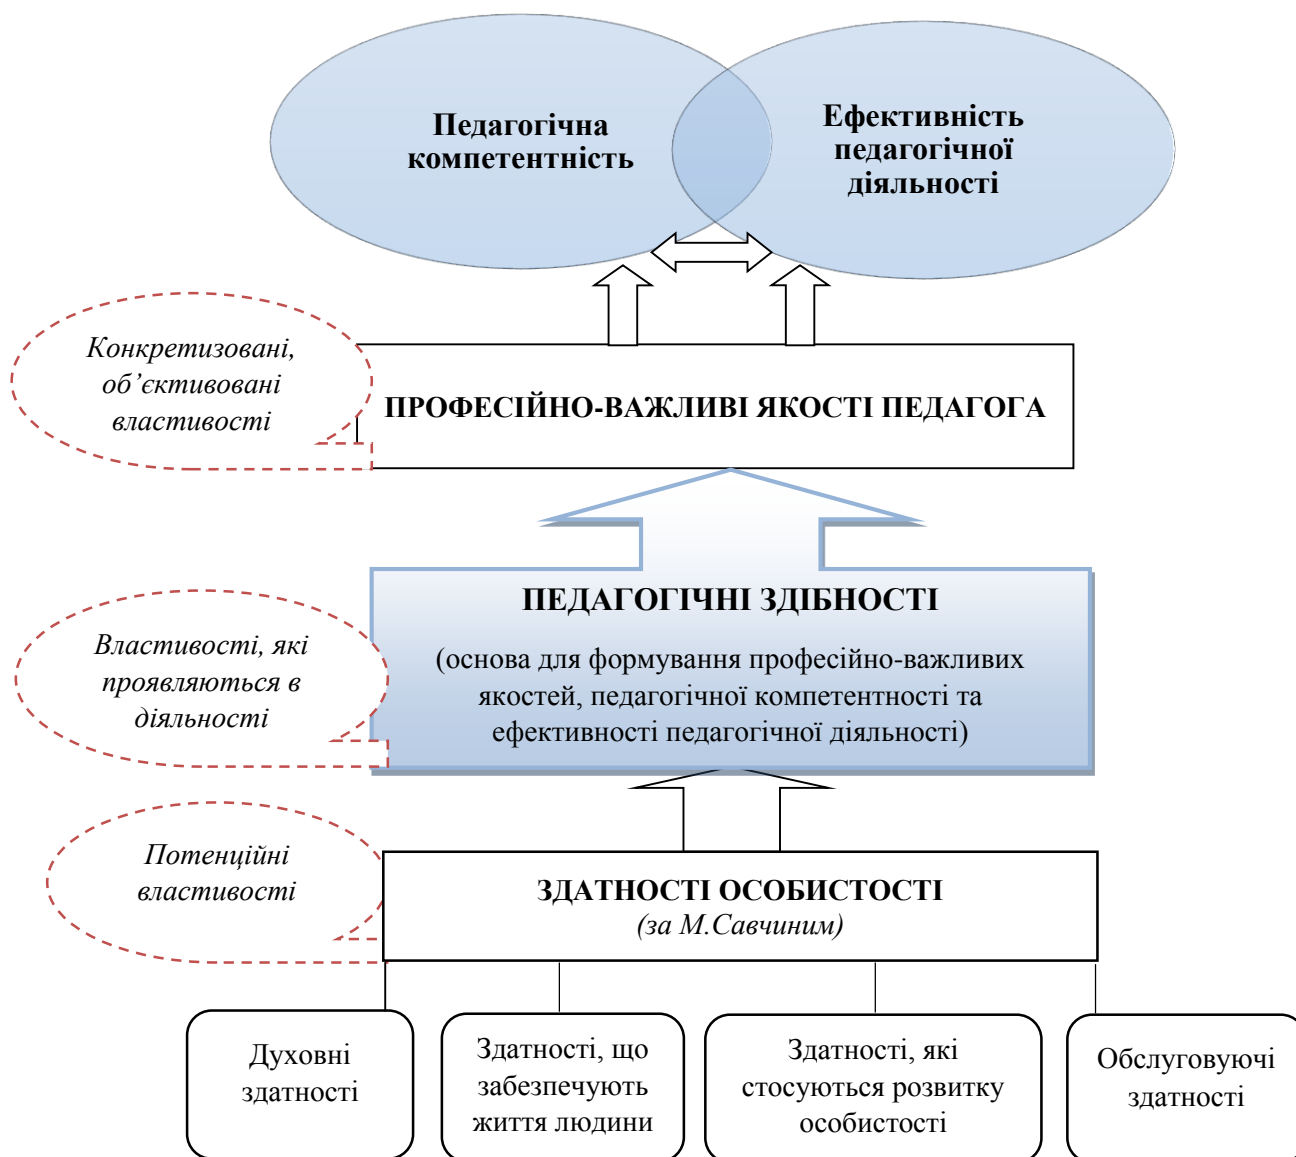 Педагогічна
компетентність
Ефективність
педагогічної
діяльності
Конкретизовані,
об’єктивовані
властивості
ПРОФЕСІЙНО-ВАЖЛИВІ ЯКОСТІ ПЕДАГОГА
Властивості, які
проявляються в
діяльності
ПЕДАГОГІЧНІ ЗДІБНОСТІ
(основа для формування професійно-важливих
якостей, педагогічної компетентності та
ефективності педагогічної діяльності)
Потенційні
властивості
ЗДАТНОСТІ ОСОБИСТОСТІ
(за М.Савчиним)
Духовні
здатності
Здатності, що
забезпечують
життя людини
Здатності, які
стосуються розвитку
особистості
Обслуговуючі
здатності